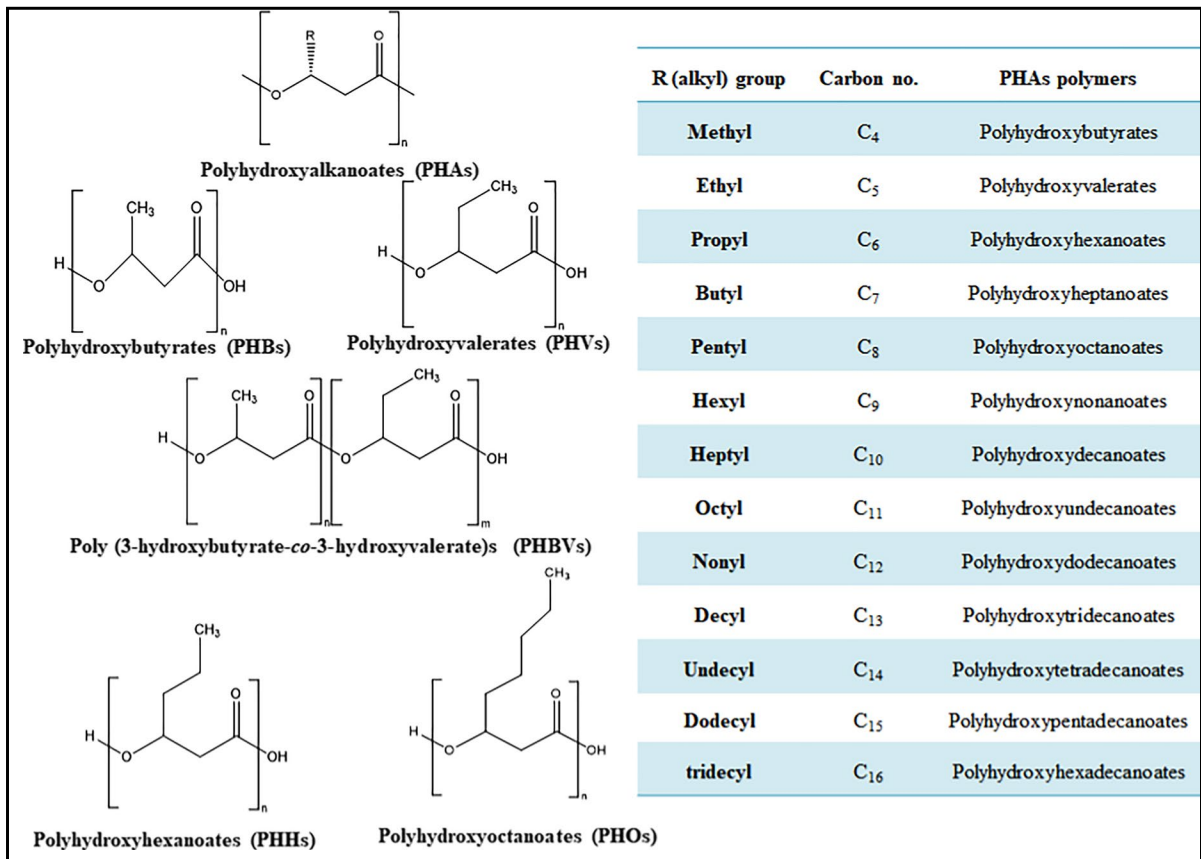 R
O
O
n
Polyhydroxyalkanoates (PHAs)
CH3
O
H
O
OH
n
Polyhydroxybutyrates (PHBs)
CH3
O
H
O
OH
n
Polyhydroxyvalerates (PHVs)
CH3
O
CH3
O
H
O
O
OH
n
m
Poly (3-hydroxybutyrate-co-3-hydroxyvalerate)s (PHBVs)
CH3
O
H
O
OH
n
Polyhydroxyhexanoates (PHHs)
CH3
O
H
O
OH
n
Polyhydroxyoctanoates (PHOs)
R (alkyl) group Carbon no. PHAs polymers
Methyl C4 Polyhydroxybutyrates
Ethyl C5 Polyhydroxyvalerates
Propyl C6 Polyhydroxyhexanoates
Butyl C7 Polyhydroxyheptanoates
Pentyl C8 Polyhydroxyoctanoates
Hexyl C9 Polyhydroxynonanoates
Heptyl C10 Polyhydroxydecanoates
Octyl C11 Polyhydroxyundecanoates
Nonyl C12 Polyhydroxydodecanoates
Decyl C13 Polyhydroxytridecanoates
Undecyl C14 Polyhydroxytetradecanoates
Dodecyl C15 Polyhydroxypentadecanoates
tridecyl C16 Polyhydroxyhexadecanoates